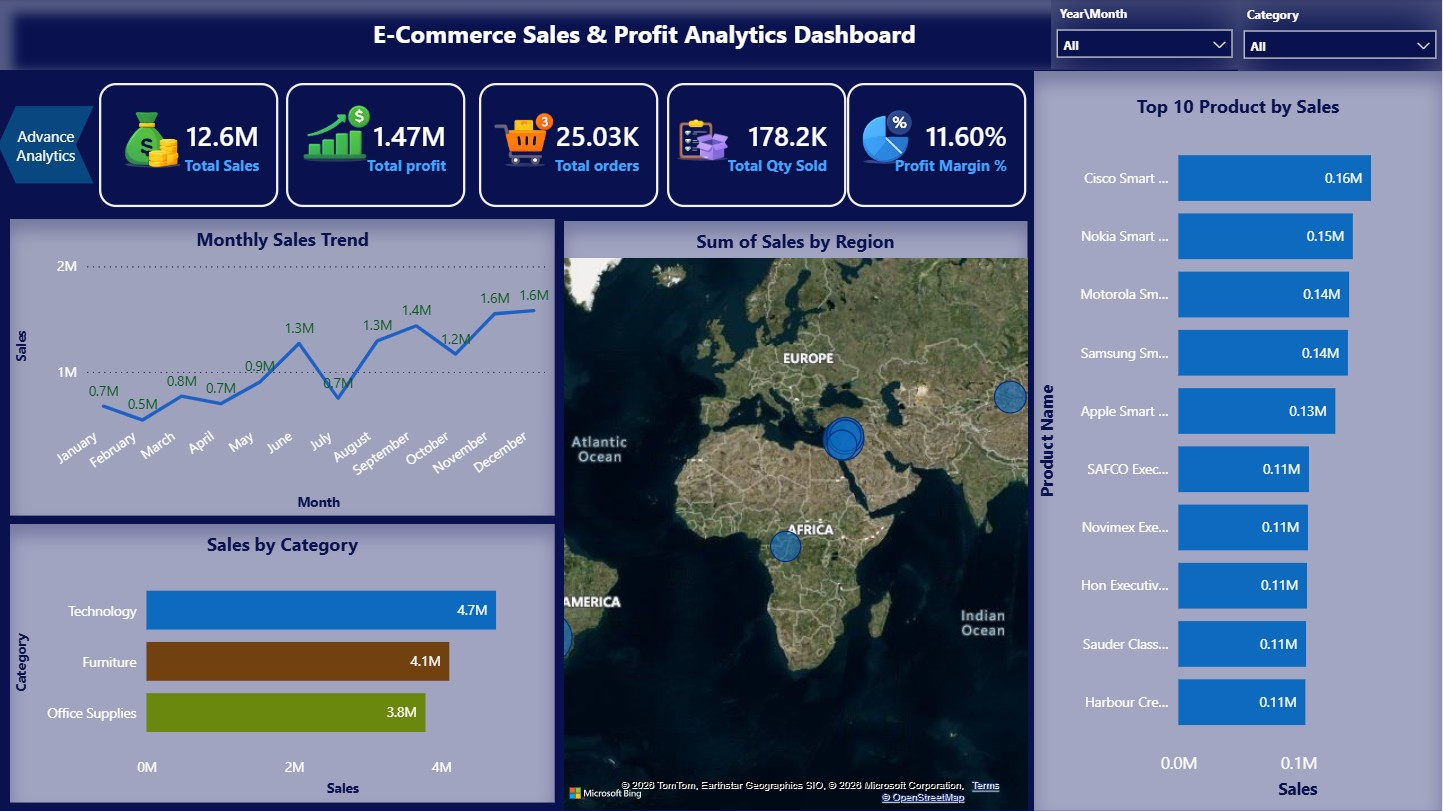 E-Commerce Sales & Profit Analytics Dashboard
Year\Month
All
Category
All
Advance
Analytics
12.6M
Total Sales
$
1.47M
Total profit
3
25.03K
Total orders
178.2K
Total Qty Sold
%
11.60%
Profit Margin %
Monthly Sales Trend
2M
1M
Sales
0.7M
0.5M
0.8M
0.7M
0.9M
1.3M
0.7M
1.3M
1.4M
1.2M
1.6M
1.6M
January
February
March
April
May
June
July
August
September
October
November
December
Month
Sales by Category
Category
Technology
4.7M
Furniture
4.1M
Office Supplies
3.8M
0M
2M
4M
Sales
Sum of Sales by Region
EUROPE
Atlantic
Ocean
AFRICA
AMERICA
Indian
Ocean
Microsoft Bing
© 2026 TomTom, Earthstar Geographics SIO, © 2026 Microsoft Corporation, Terms
© OpenStreetMap
Top 10 Product by Sales
Product Name
Cisco Smart ...
0.16M
Nokia Smart ...
0.15M
Motorola Sm...
0.14M
Samsung Sm...
0.14M
Apple Smart ...
0.13M
SAFCO Exec...
0.11M
Novimex Exe...
0.11M
Hon Executiv...
0.11M
Sauder Class...
0.11M
Harbour Cre...
0.11M
0.0M
0.1M
Sales